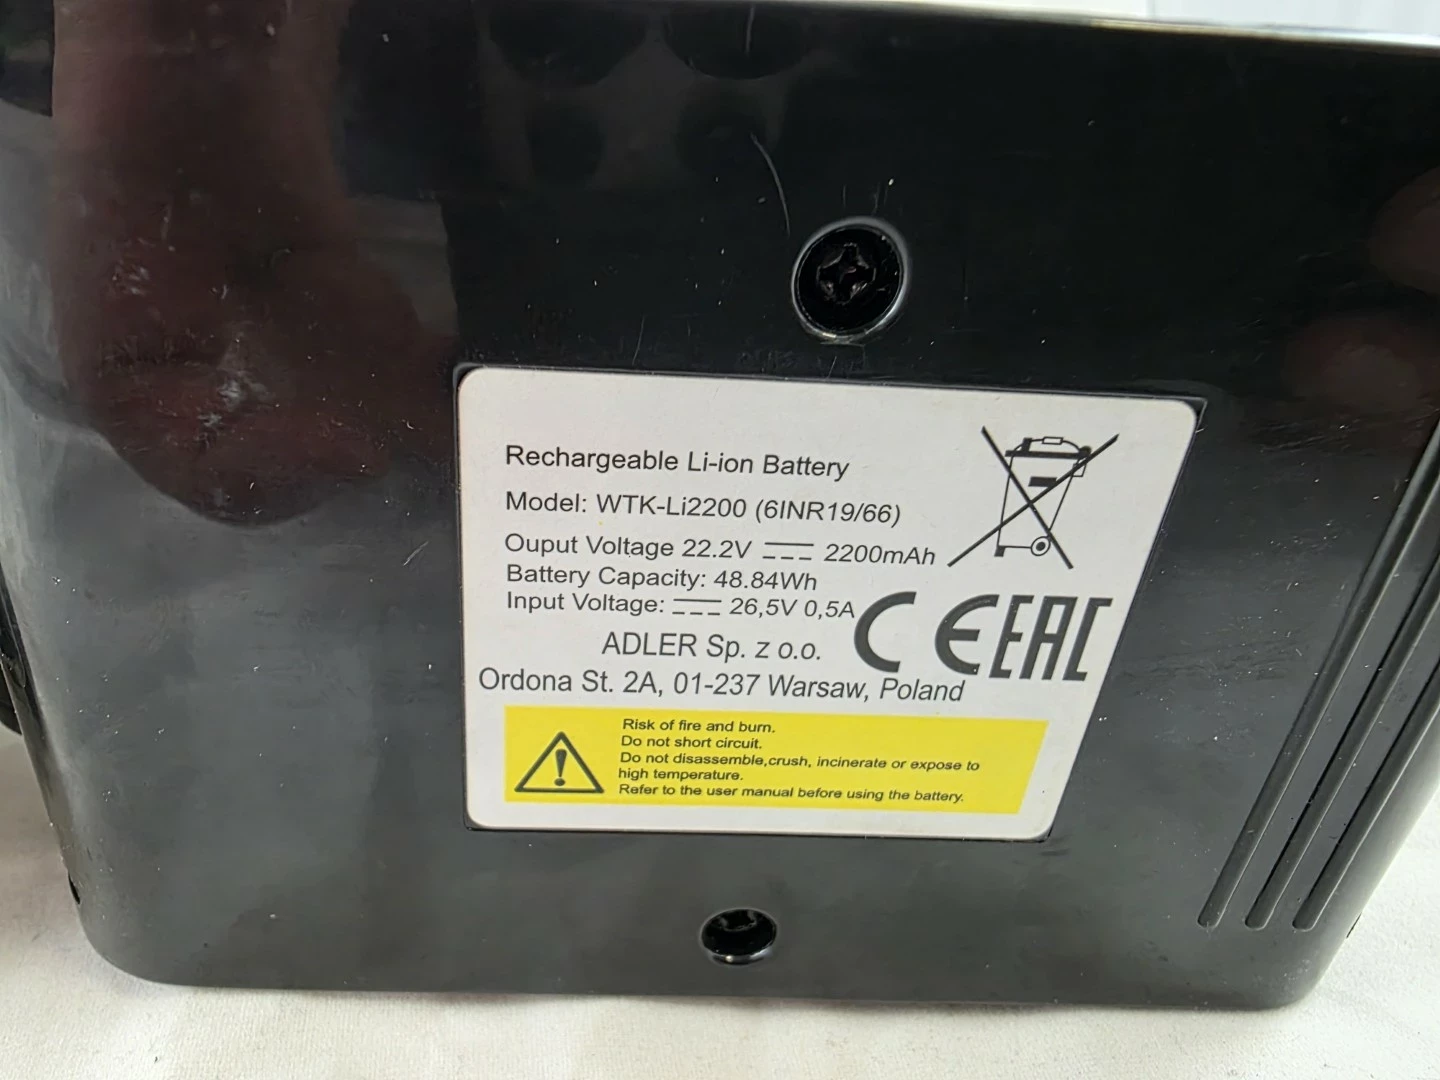 Rechargeable Li-ion Battery
Model: WTK-Li2200 (6INR19/66)
Ouput Voltage 22.2V ⎓ 2200mAh
Battery Capacity: 48.84Wh
Input Voltage: ⎓ 26,5V 0,5A
CE EAC
ADLER Sp. z o.o.
Ordona St. 2A, 01-237 Warsaw, Poland
Risk of fire and burn.
Do not short circuit.
Do not disassemble,crush, incinerate or expose to
high temperature.
Refer to the user manual before using the battery.